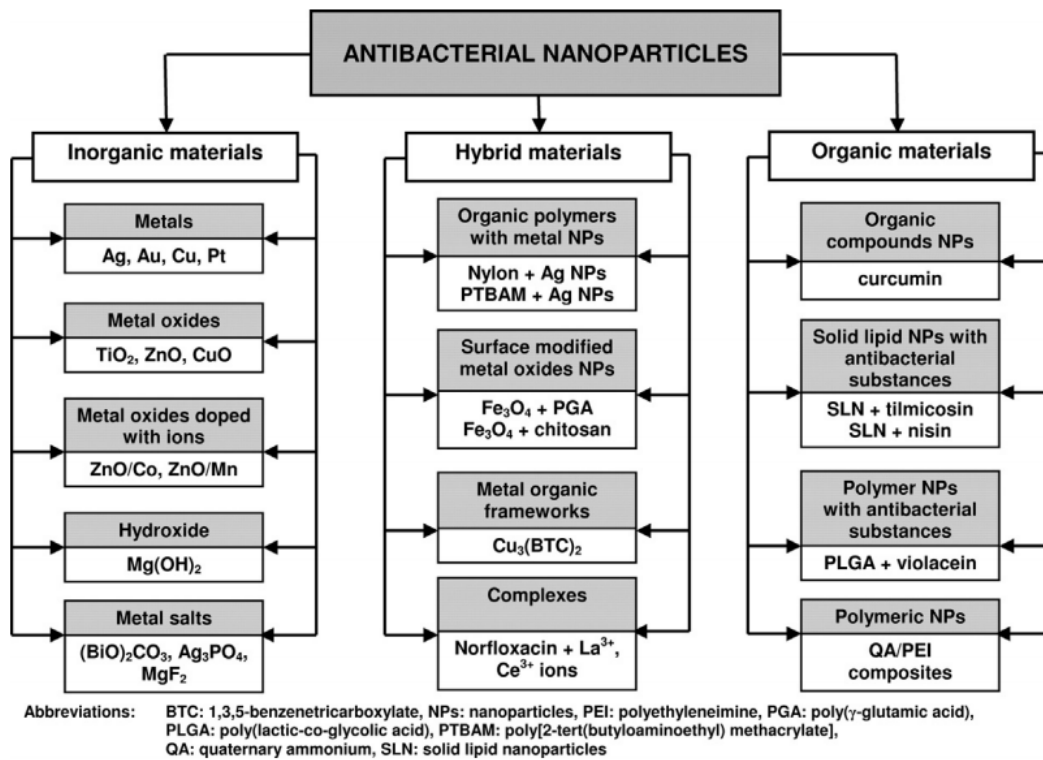 ANTIBACTERIAL NANOPARTICLES
Inorganic materials
Metals
Ag, Au, Cu, Pt
Metal oxides
TiO₂, ZnO, CuO
Metal oxides doped
with ions
ZnO/Co, ZnO/Mn
Hydroxide
Mg(OH)₂
Metal salts
(BiO)₂CO₃, Ag₃PO₄,
MgF₂
Hybrid materials
Organic polymers
with metal NPs
Nylon + Ag NPs
PTBAM + Ag NPs
Surface modified
metal oxides NPs
Fe₃O₄ + PGA
Fe₃O₄ + chitosan
Metal organic
frameworks
Cu₃(BTC)₂
Complexes
Norfloxacin + La³⁺,
Ce³⁺ ions
Organic materials
Organic
compounds NPs
curcumin
Solid lipid NPs with
antibacterial
substances
SLN + tilmicosin
SLN + nisin
Polymer NPs
with antibacterial
substances
PLGA + violacein
Polymeric NPs
QA/PEI
composites
Abbreviations: BTC: 1,3,5-benzenetricarboxylate, NPs: nanoparticles, PEI: polyethyleneimine, PGA: poly(γ-glutamic acid),
PLGA: poly(lactic-co-glycolic acid), PTBAM: poly[2-tert(butyloaminoethyl) methacrylate],
QA: quaternary ammonium, SLN: solid lipid nanoparticles